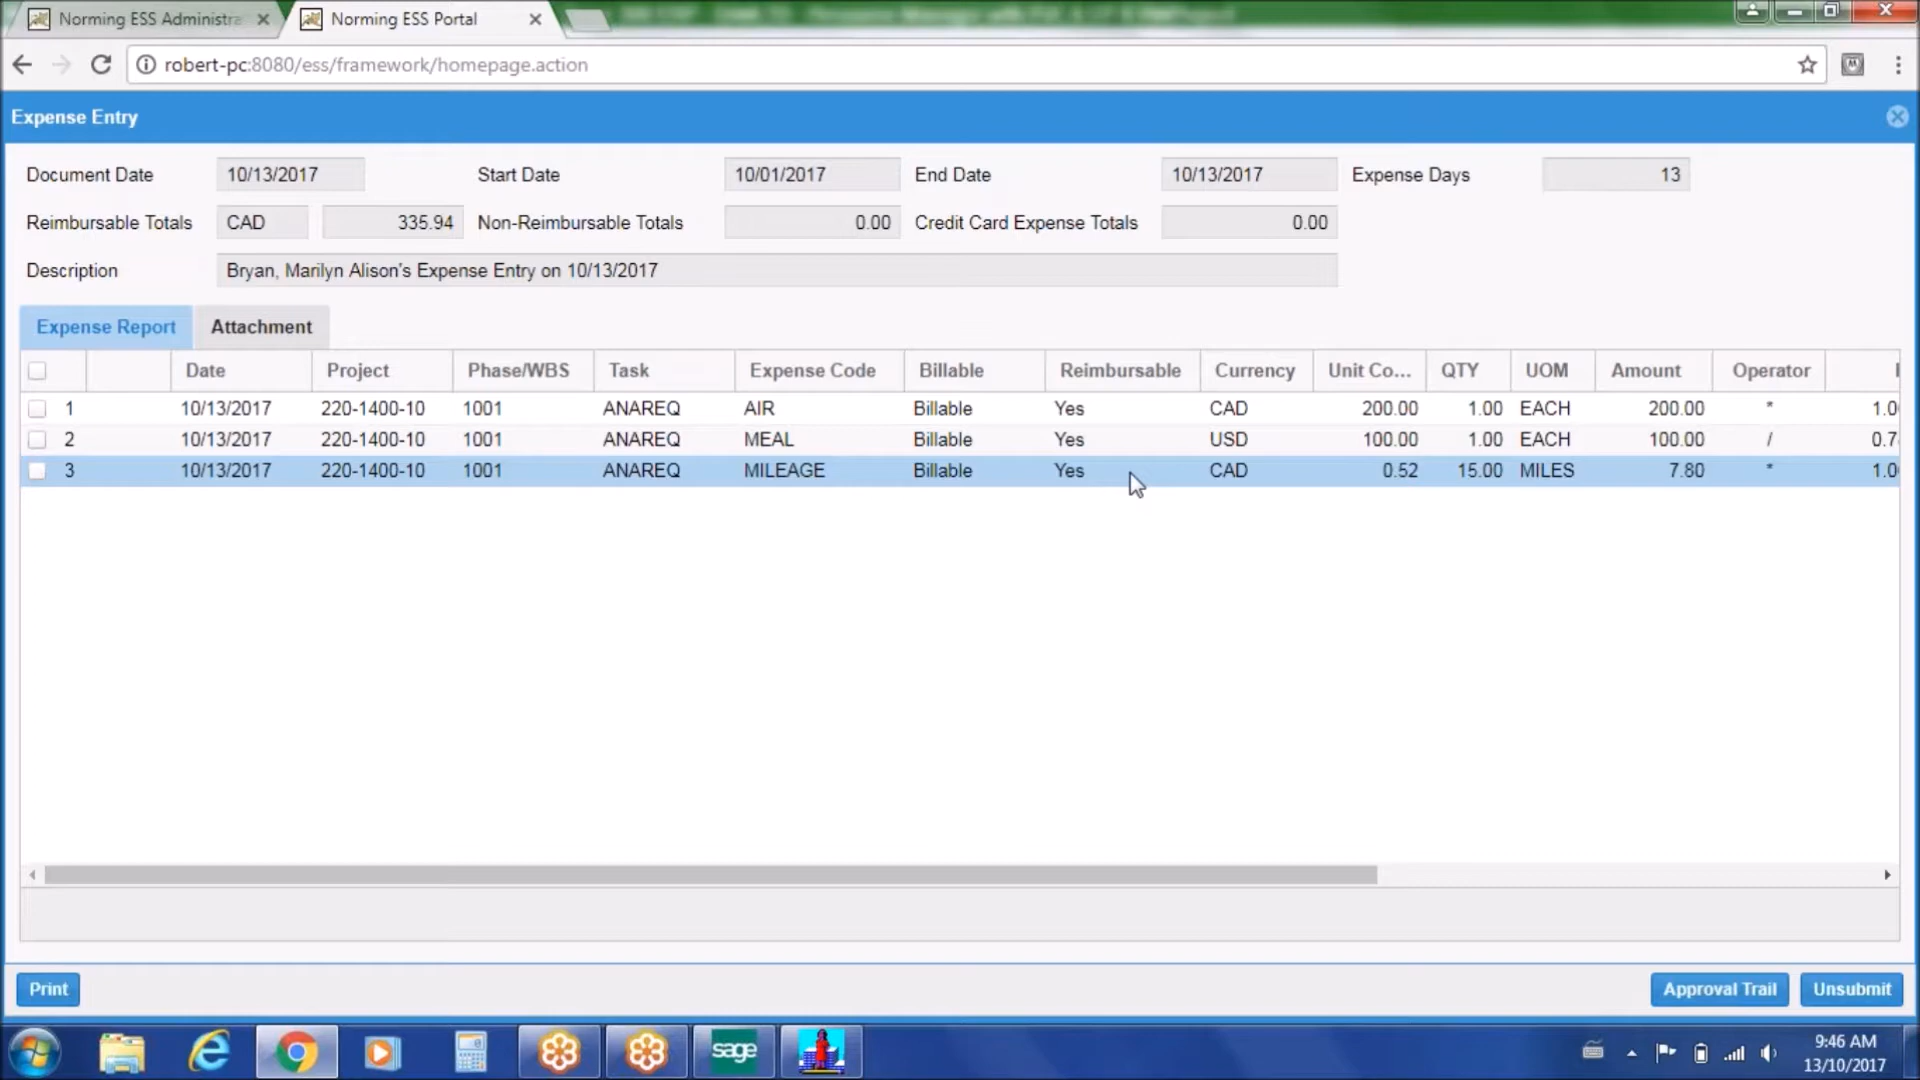 Norming ESS Administra
Norming ESS Portal
robert-pc:8080/ess/framework/homepage.action
Expense Entry
Document Date 10/13/2017 Start Date 10/01/2017 End Date 10/13/2017 Expense Days 13
Reimbursable Totals CAD 335.94 Non-Reimbursable Totals 0.00 Credit Card Expense Totals 0.00
Description Bryan, Marilyn Alison's Expense Entry on 10/13/2017
Expense Report Attachment
Date Project Phase/WBS Task Expense Code Billable Reimbursable Currency Unit Co... QTY UOM Amount Operator
1 10/13/2017 220-1400-10 1001 ANAREQ AIR Billable Yes CAD 200.00 1.00 EACH 200.00 * 1.0
2 10/13/2017 220-1400-10 1001 ANAREQ MEAL Billable Yes USD 100.00 1.00 EACH 100.00 / 0.7
3 10/13/2017 220-1400-10 1001 ANAREQ MILEAGE Billable Yes CAD 0.52 15.00 MILES 7.80 * 1.0
Print Approval Trail Unsubmit
sage
9:46 AM
13/10/2017